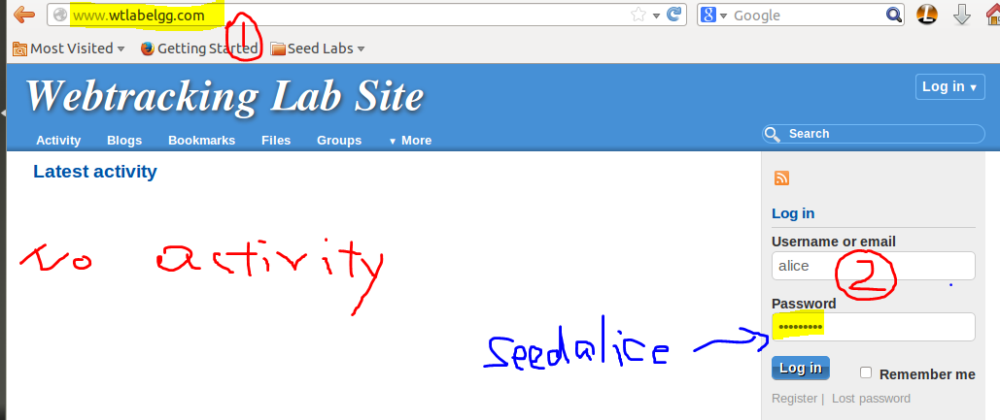 www.wtlabelgg.com
Google
1
Most Visited
Getting Started
Seed Labs
Webtracking Lab Site
Log in ▼
Activity Blogs Bookmarks Files Groups ▼ More
Search
Latest activity
Log in
No activity
Username or email
alice
2
Password
•••••••••
seedalice →
Log in
Remember me
Register | Lost password